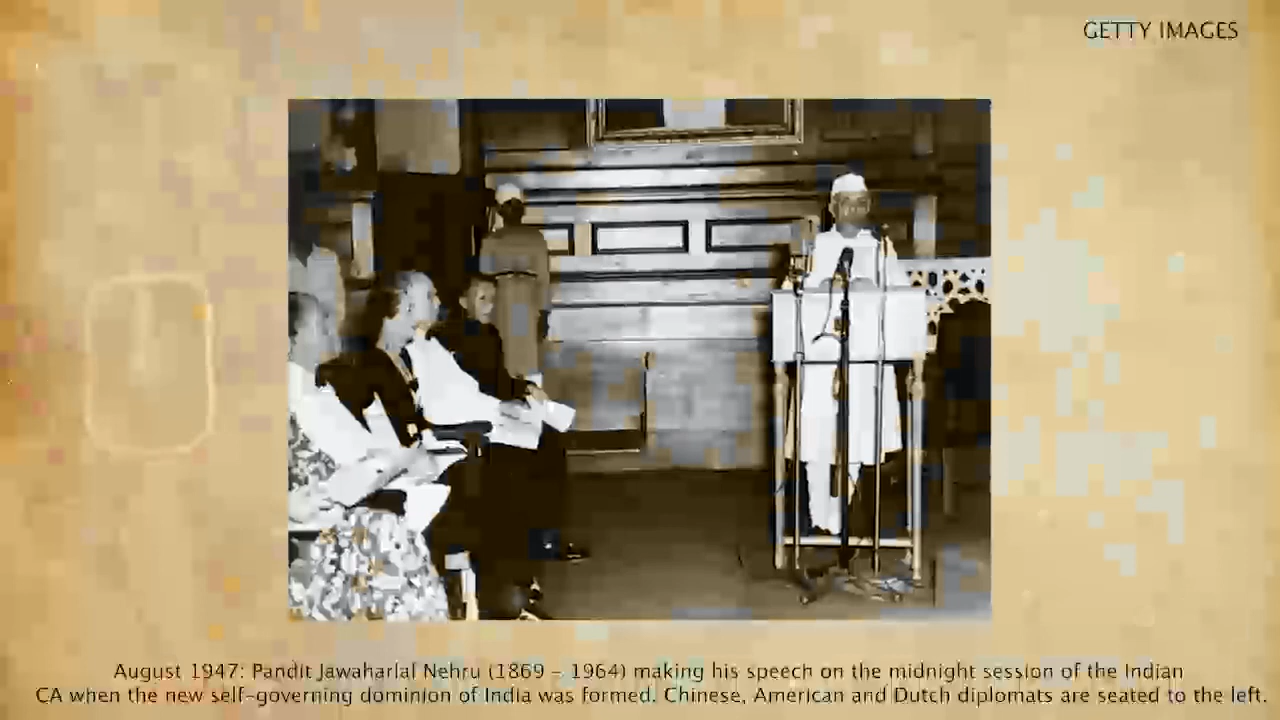 GETTY IMAGES
August 1947: Pandit Jawaharlal Nehru (1869 - 1964) making his speech on the midnight session of the Indian
CA when the new self-governing dominion of India was formed. Chinese, American and Dutch diplomats are seated to the left.